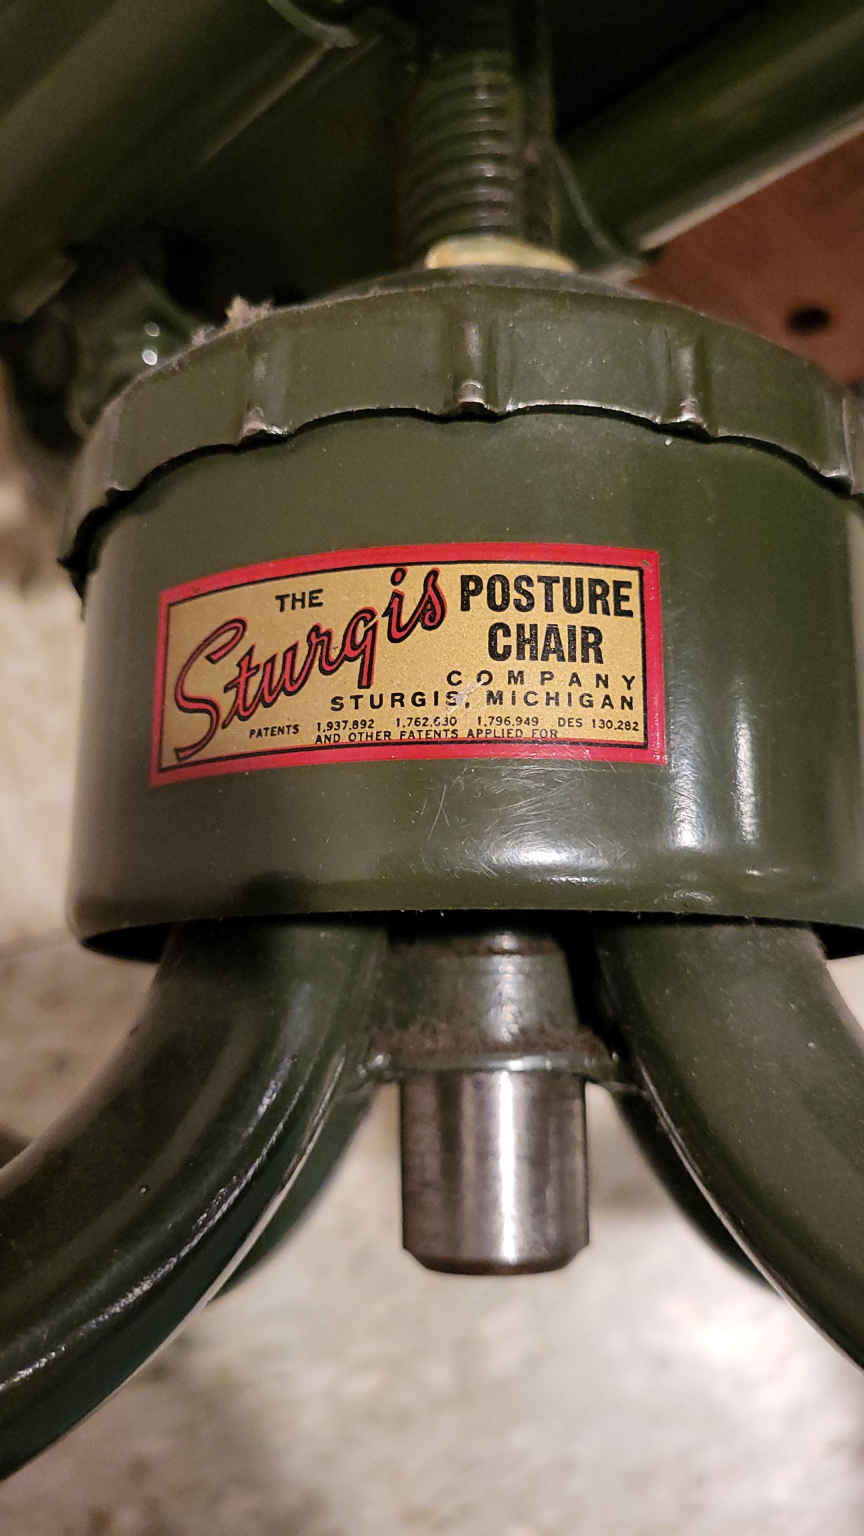 THE Sturgis POSTURE
CHAIR
COMPANY
STURGIS, MICHIGAN
PATENTS 1,937,892 1,762,630 1,796,949 DES 130,282
AND OTHER PATENTS APPLIED FOR